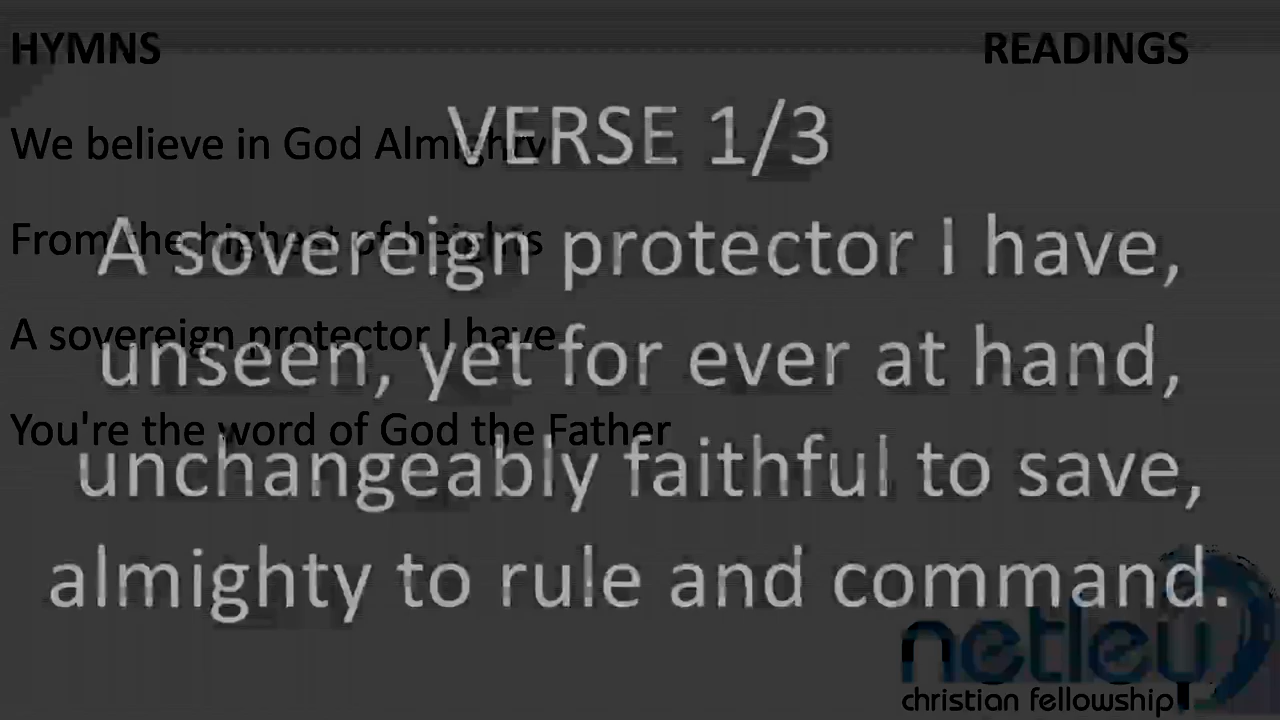 HYMNS
READINGS
We believe in God Almighty
From the highest of heights
A sovereign protector I have
You're the word of God the Father
VERSE 1/3
A sovereign protector I have,
unseen, yet for ever at hand,
unchangeably faithful to save,
almighty to rule and command.
netley
christian fellowship